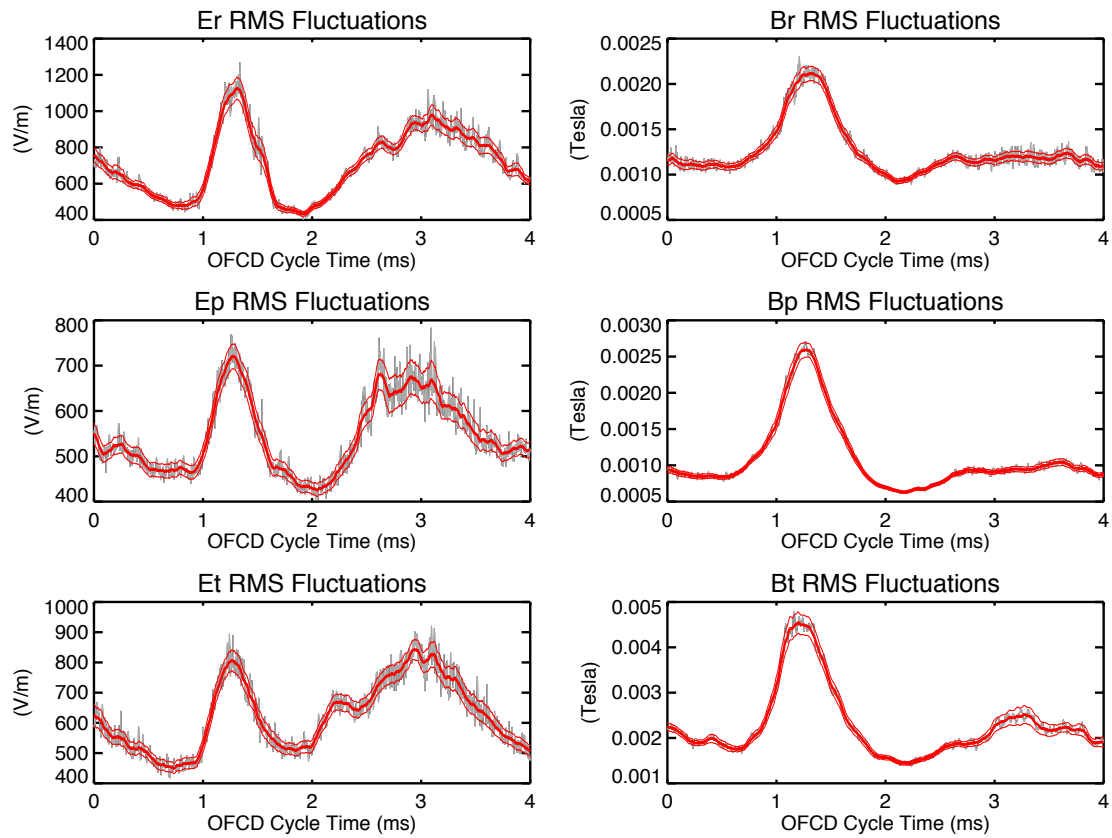 Er RMS Fluctuations
1400
1200
1000
800
600
400
(V/m)
0 1 2 3 4
OFCD Cycle Time (ms)
Br RMS Fluctuations
0.0025
0.0020
0.0015
0.0010
0.0005
(Tesla)
0 1 2 3 4
OFCD Cycle Time (ms)
Ep RMS Fluctuations
800
700
600
500
400
(V/m)
0 1 2 3 4
OFCD Cycle Time (ms)
Bp RMS Fluctuations
0.0030
0.0025
0.0020
0.0015
0.0010
0.0005
(Tesla)
0 1 2 3 4
OFCD Cycle Time (ms)
Et RMS Fluctuations
1000
900
800
700
600
500
400
(V/m)
0 1 2 3 4
OFCD Cycle Time (ms)
Bt RMS Fluctuations
0.005
0.004
0.003
0.002
0.001
(Tesla)
0 1 2 3 4
OFCD Cycle Time (ms)